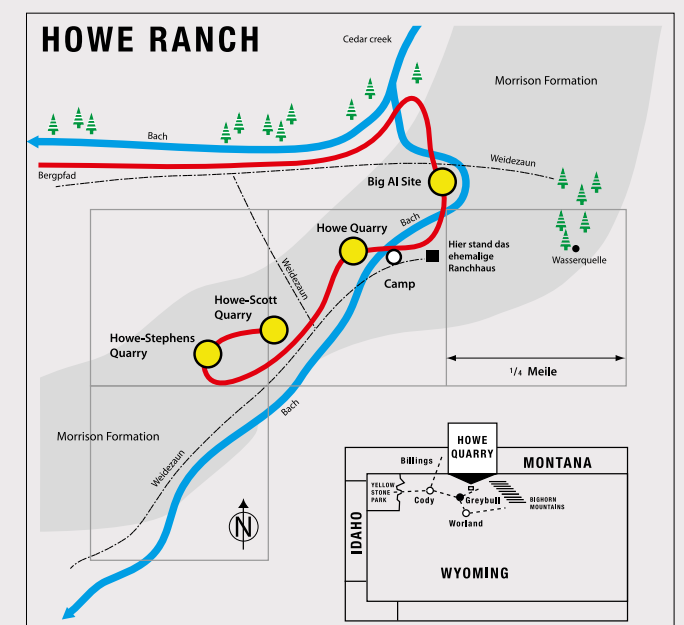 HOWE RANCH
Cedar creek
Morrison Formation
Bach
Bergpfad
Weidezaun
Big Al Site
Bach
Howe Quarry
Hier stand das
ehemalige
Ranchhaus
Wasserquelle
Weidezaun
Camp
Howe-Scott
Quarry
Howe-Stephens
Quarry
1/4 Meile
Bach
Morrison Formation
Weidezaun
N
HOWE
QUARRY
Billings
MONTANA
YELLOW
STONE
PARK
Cody
Greybull
BIGHORN
MOUNTAINS
Worland
IDAHO
WYOMING